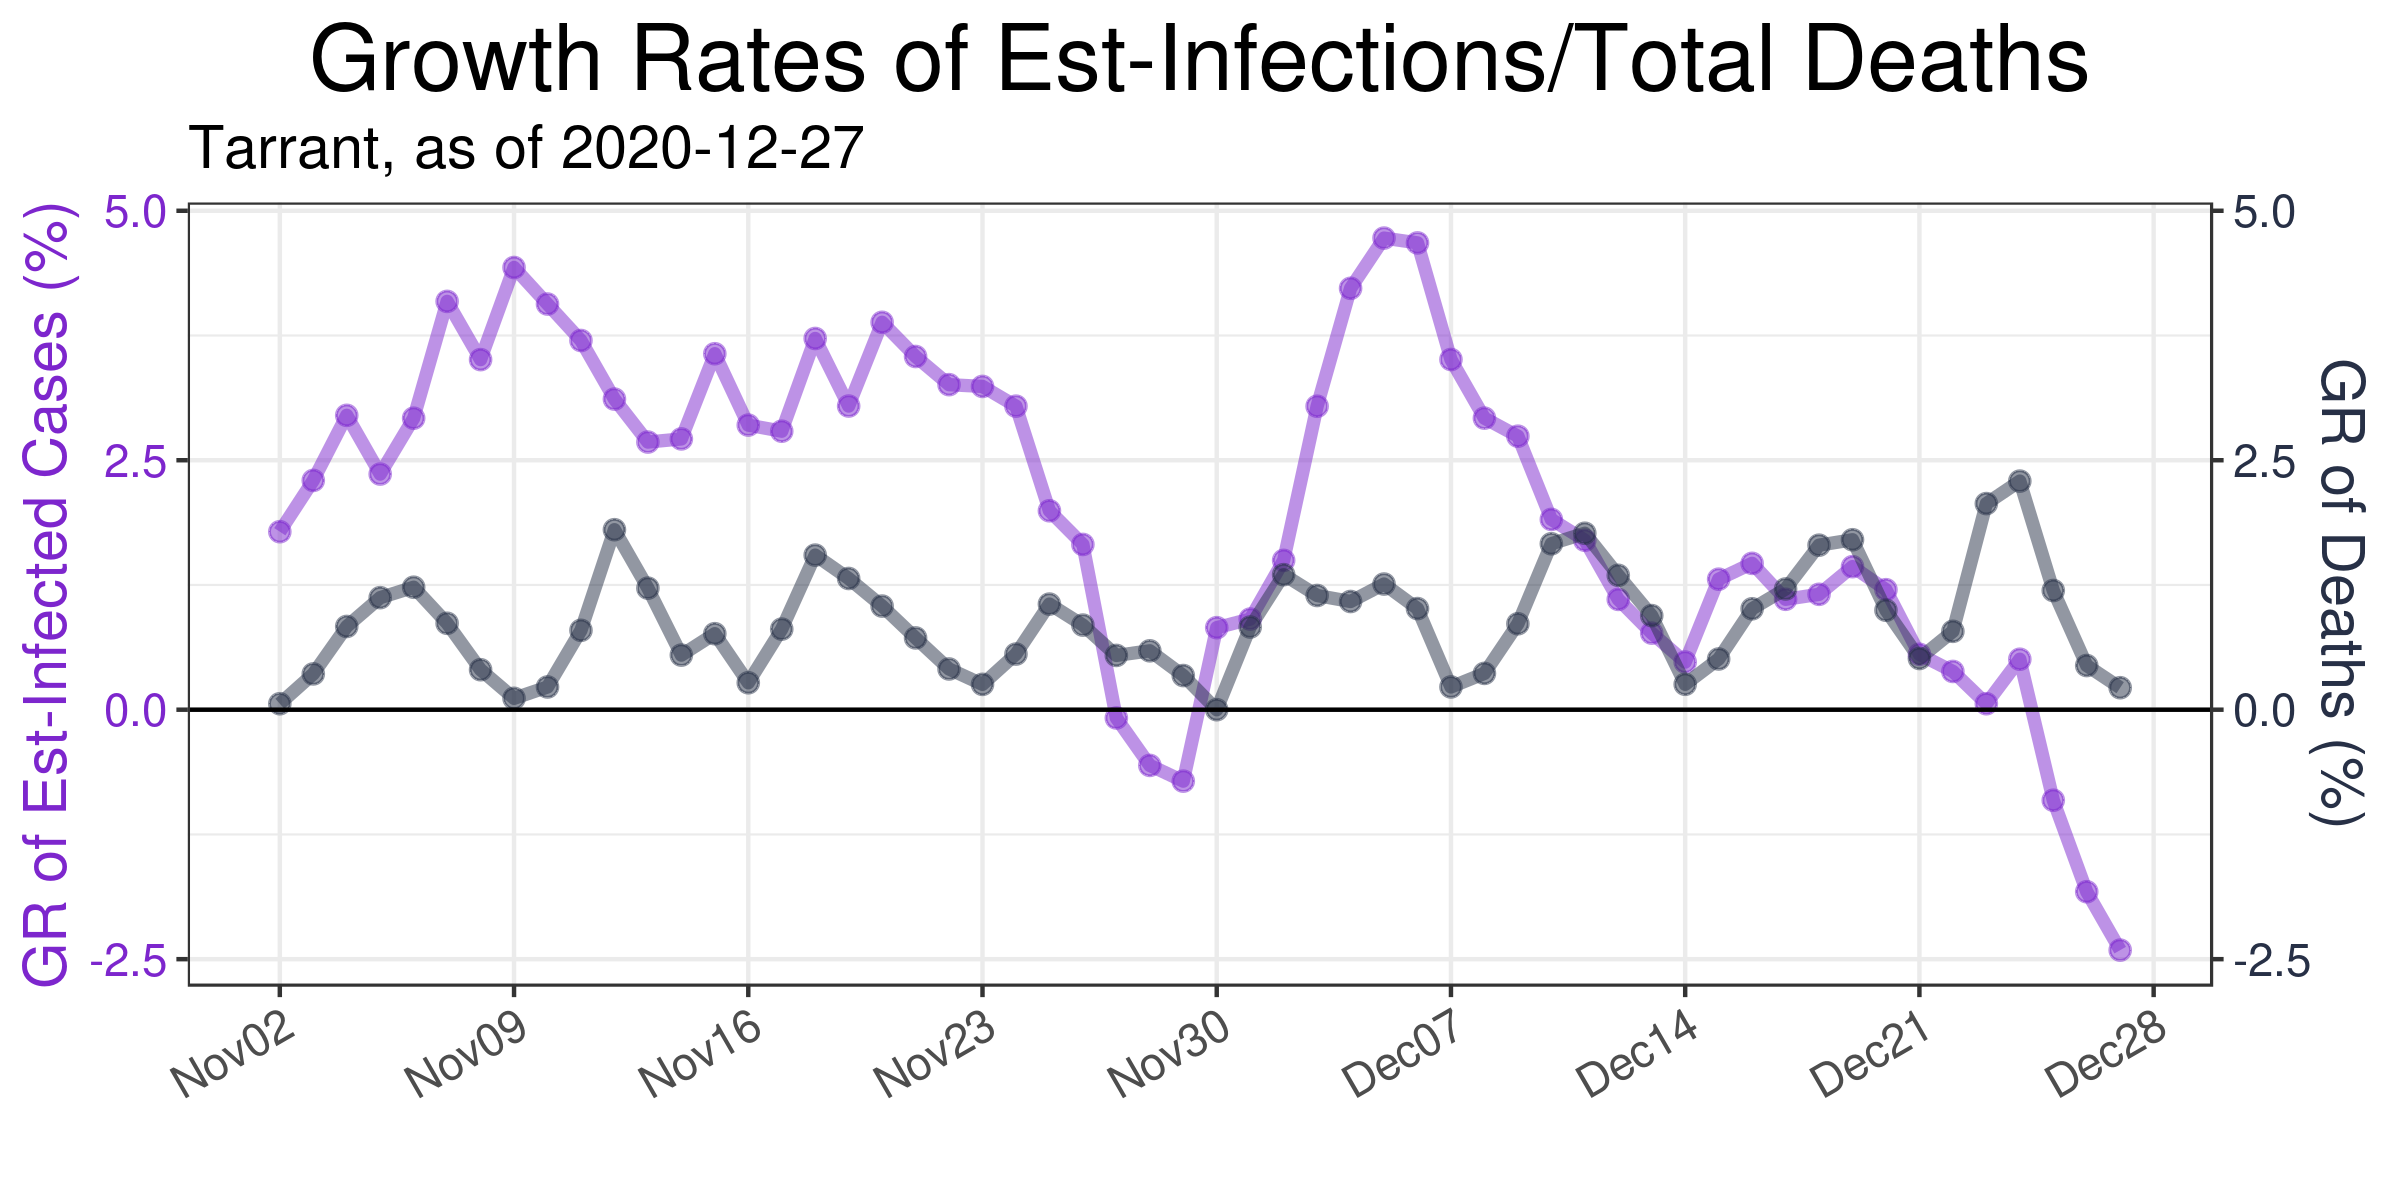 Growth Rates of Est-Infections/Total Deaths
Tarrant, as of 2020-12-27
GR of Est-Infected Cases (%)
5.0
2.5
0.0
-2.5
5.0
2.5
0.0
-2.5
GR of Deaths (%)
Nov02
Nov09
Nov16
Nov23
Nov30
Dec07
Dec14
Dec21
Dec28